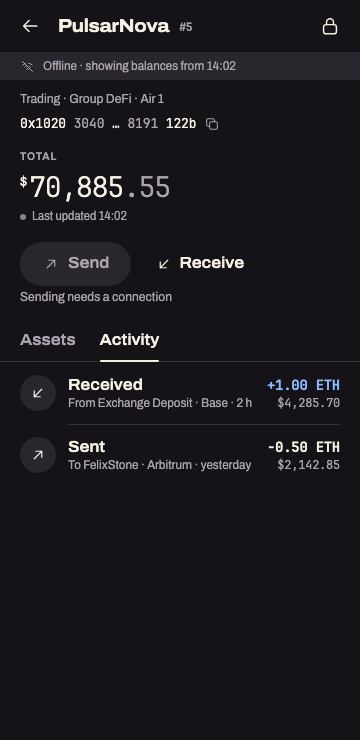 PulsarNova #5
Offline · showing balances from 14:02
Trading · Group DeFi · Air 1
0x1020 3040 … 8191 122b
TOTAL
$70,885.55
Last updated 14:02
Send
Receive
Sending needs a connection
Assets
Activity
Received +1.00 ETH
From Exchange Deposit · Base · 2 h $4,285.70
Sent -0.50 ETH
To FelixStone · Arbitrum · yesterday $2,142.85